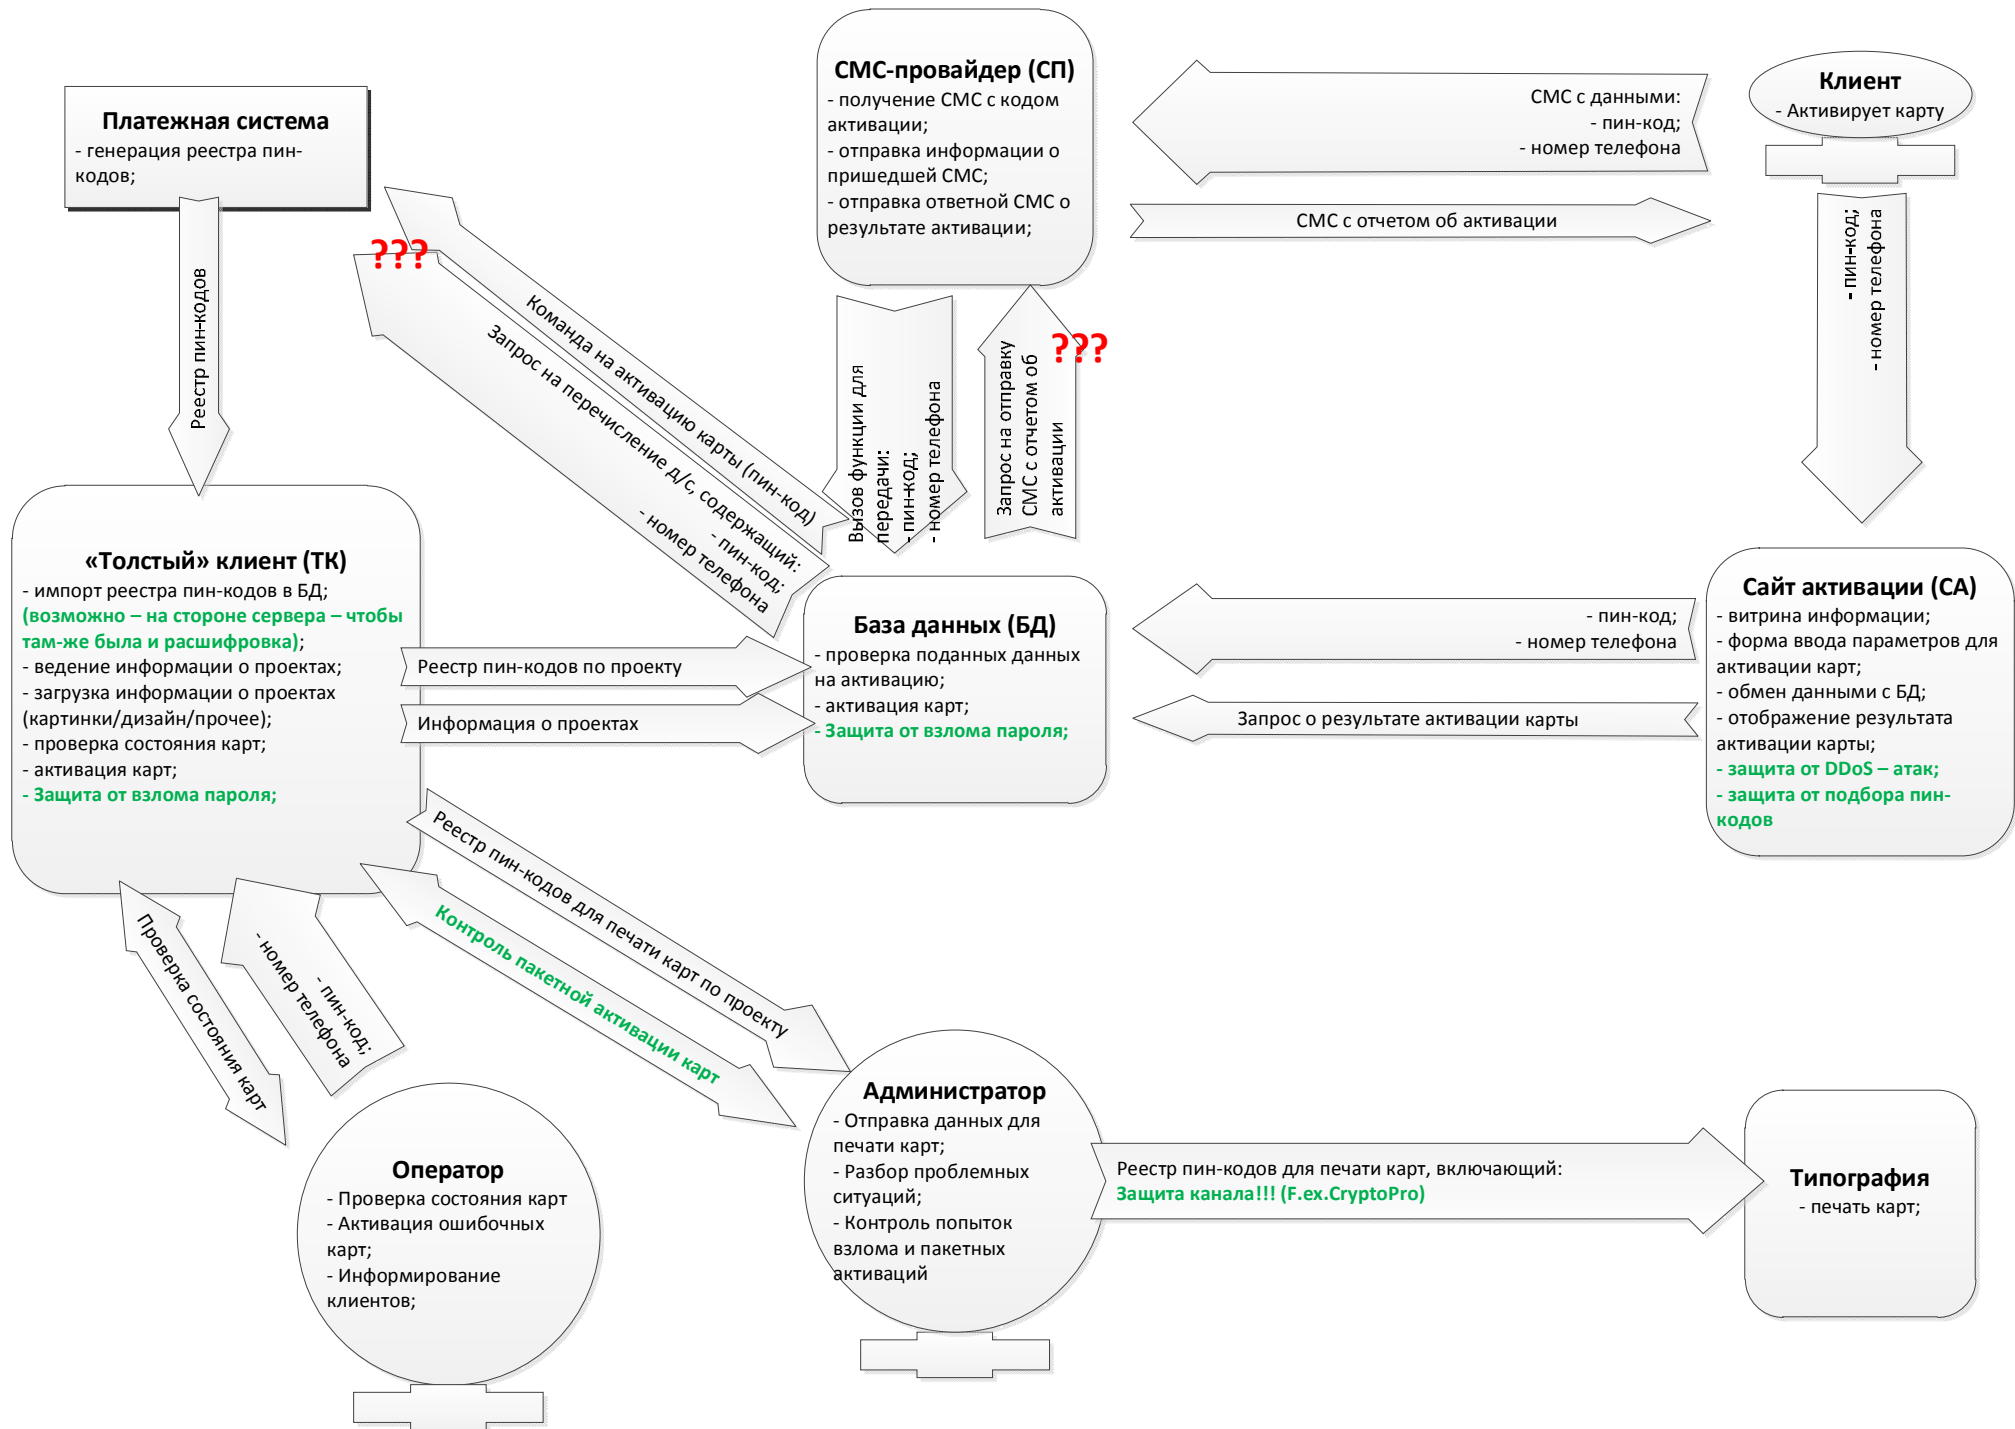 СМС-провайдер (СП)
- получение СМС с кодом
активации;
- отправка информации о
пришедшей СМС;
- отправка ответной СМС о
результате активации;
Клиент
- Активирует карту
СМС с данными:
- пин-код;
- номер телефона
СМС с отчетом об активации
Платежная система
- генерация реестра пин-
кодов;
Реестр пин-кодов
???
Команда на активацию карты (пин-код)
Запрос на перечисление д/с, содержащий:
- пин-код;
- номер телефона
Вызов функции для
передачи:
- пин-код;
- номер телефона
???
Запрос на отправку
СМС с отчетом об
активации
- пин-код;
- номер телефона
«Толстый» клиент (ТК)
- импорт реестра пин-кодов в БД;
(возможно – на стороне сервера – чтобы
там-же была и расшифровка);
- ведение информации о проектах;
- загрузка информации о проектах
(картинки/дизайн/прочее);
- проверка состояния карт;
- активация карт;
- Защита от взлома пароля;
Реестр пин-кодов по проекту
Информация о проектах
База данных (БД)
- проверка поданных данных
на активацию;
- активация карт;
- Защита от взлома пароля;
- пин-код;
- номер телефона
Запрос о результате активации карты
Сайт активации (СА)
- витрина информации;
- форма ввода параметров для
активации карт;
- обмен данными с БД;
- отображение результата
активации карты;
- защита от DDoS – атак;
- защита от подбора пин-
кодов
Реестр пин-кодов для печати карт по проекту
Контроль пакетной активации карт
Проверка состояния карт
- пин-код;
- номер телефона
Оператор
- Проверка состояния карт
- Активация ошибочных
карт;
- Информирование
клиентов;
Администратор
- Отправка данных для
печати карт;
- Разбор проблемных
ситуаций;
- Контроль попыток
взлома и пакетных
активаций
Реестр пин-кодов для печати карт, включающий:
Защита канала!!! (F.ex.CryptoPro)
Типография
- печать карт;